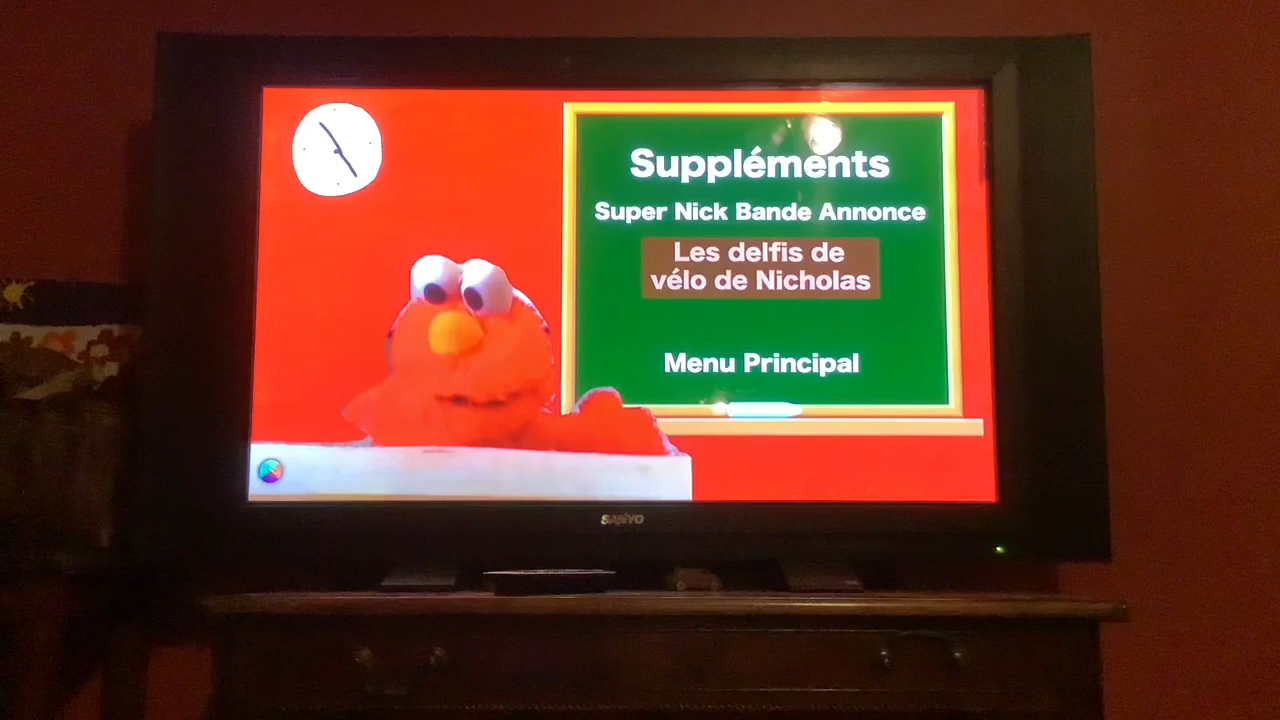 Suppléments
Super Nick Bande Annonce
Les delfis de
vélo de Nicholas
Menu Principal
SANYO